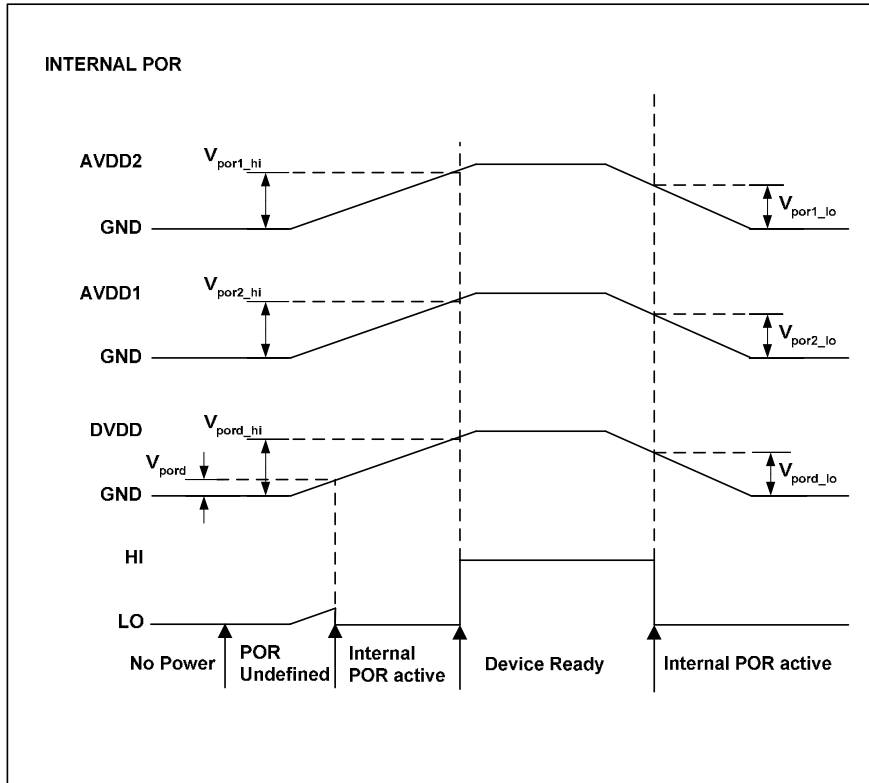 INTERNAL POR
AVDD2
Vpor1_hi
GND
Vpor1_lo
AVDD1
Vpor2_hi
GND
Vpor2_lo
DVDD
Vpord_hi
Vpord
GND
Vpord_lo
HI
LO
No Power
POR
Undefined
Internal
POR active
Device Ready
Internal POR active